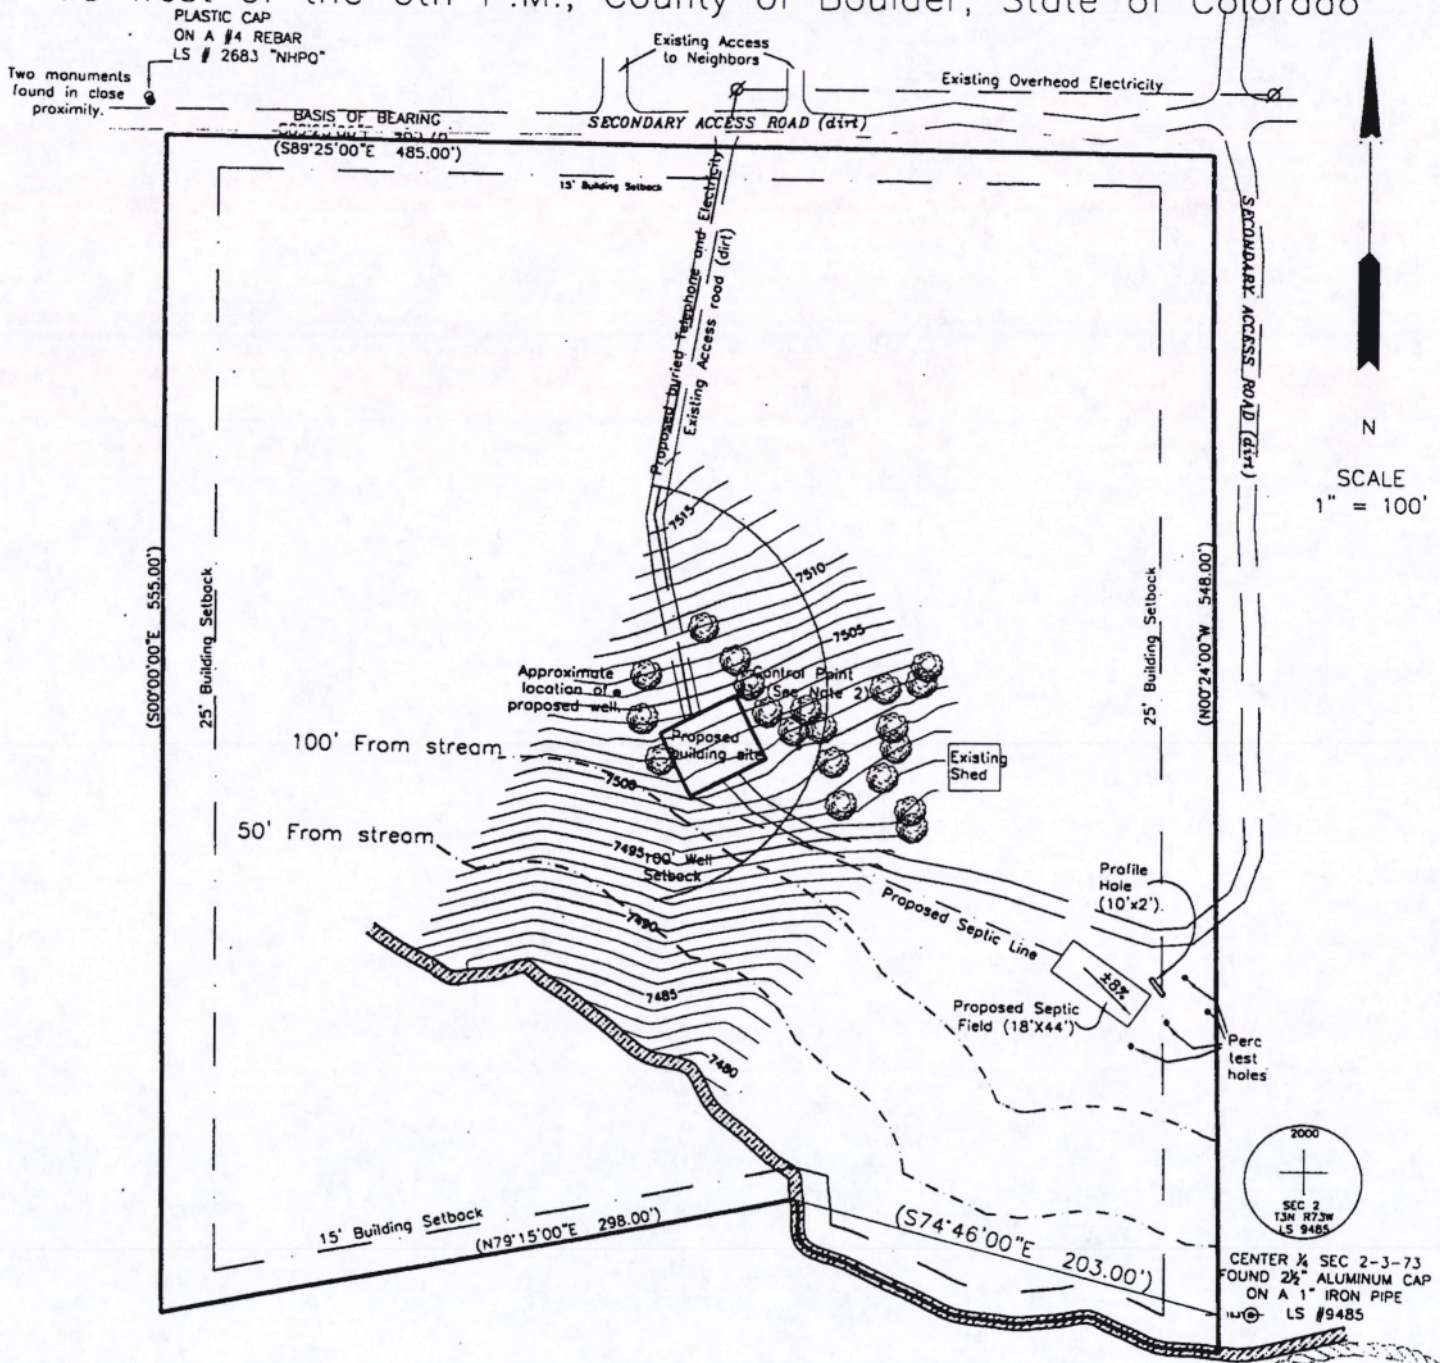 West of the 6th P.M., County of Boulder, State of Colorado
PLASTIC CAP
ON A #4 REBAR
LS # 2683 "NHPQ"
Two monuments
found in close
proximity.
Existing Access
to Neighbors
Existing Overhead Electricity
BASIS OF BEARING
(S89°25'00"E 485.00')
SECONDARY ACCESS ROAD (dirt)
15' Building Setback
Proposed buried Telephone and Electricity
Existing Access road (dirt)
SECONDARY ACCESS ROAD (dirt)
N
SCALE
1" = 100'
(S00°00'00"E 555.00')
25' Building Setback
25' Building Setback
(N00°24'00"W 548.00')
7515
7510
7505
Approximate
location of
proposed well.
Control Point
(See Note 2)
Proposed
building site
100' From stream
7500
Existing
Shed
50' From stream
7495
100' Well
Setback
7490
Proposed Septic Line
Profile
Hole
(10'x2')
±8%
7485
Proposed Septic
Field (18'X44')
Perc
test
holes
7480
2000
SEC 2
T3N R73W
LS 9485
15' Building Setback
(N79°15'00"E 298.00')
(S74°46'00"E 203.00')
CENTER ¼ SEC 2-3-73
FOUND 2½" ALUMINUM CAP
ON A 1" IRON PIPE
LS #9485